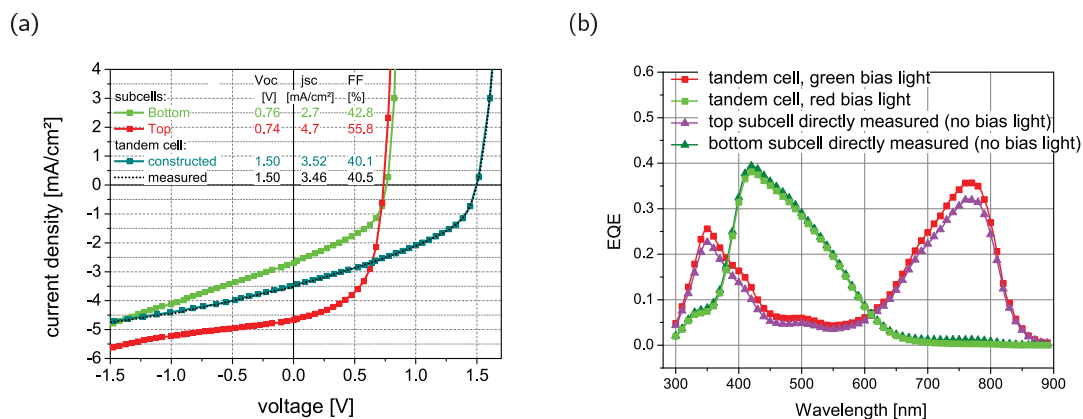 (a)
(b)
4
3
2
1
0
-1
-2
-3
-4
-5
-6
current density [mA/cm²]
Voc jsc FF
subcells: [V] [mA/cm²] [%]
Bottom 0.76 2.7 42.8
Top 0.74 4.7 55.8
tandem cell:
constructed 1.50 3.52 40.1
measured 1.50 3.46 40.5
-1.5 -1.0 -0.5 0.0 0.5 1.0 1.5
voltage [V]
0.6
0.5
0.4
0.3
0.2
0.1
0.0
EQE
tandem cell, green bias light
tandem cell, red bias light
top subcell directly measured (no bias light)
bottom subcell directly measured (no bias light)
300 400 500 600 700 800 900
Wavelength [nm]